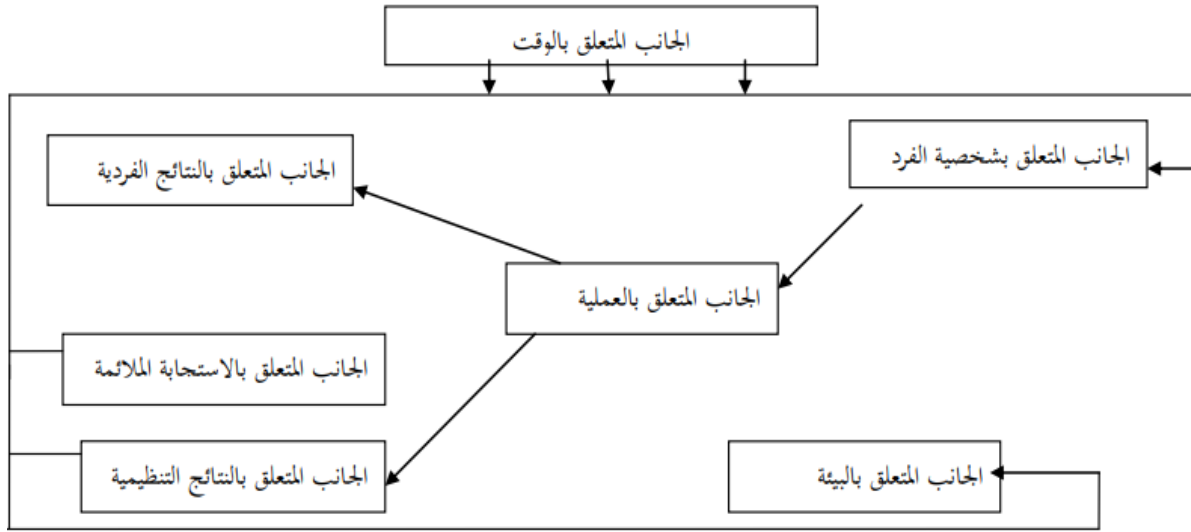 الجانب المتعلق بالوقت
الجانب المتعلق بشخصية الفرد
الجانب المتعلق بالنتائج الفردية
الجانب المتعلق بالعملية
الجانب المتعلق بالاستجابة الملائمة
الجانب المتعلق بالبيئة
الجانب المتعلق بالنتائج التنظيمية